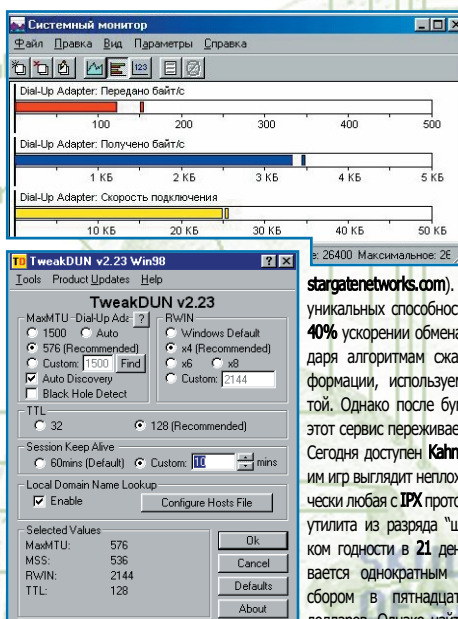 Системный монитор
Файл Правка Вид Параметры Справка
Dial-Up Adapter: Передано байт/с
100 200 300 400 500
Dial-Up Adapter: Получено байт/с
1 КБ 2 КБ 3 КБ 4 КБ 5 КБ
Dial-Up Adapter: Скорость подключения
10 КБ 20 КБ 30 КБ 40 КБ 50 КБ
е: 26400 Максимальное: 26
TD TweakDUN v2.23 Win98
Tools Product Updates Help
TweakDUN v2.23
MaxMTU -Dial-Up Ada ? RWIN
1500 Auto Windows Default
576 (Recommended) x4 (Recommended)
Custom: 1500 Find x6 x8
Auto Discovery Custom: 2144
Black Hole Detect
TTL
32 128 (Recommended)
Session Keep Alive
60mins (Default) Custom: 10 mins
Local Domain Name Lookup
Enable Configure Hosts File
Selected Values
MaxMTU: 576
MSS: 536
RWIN: 2144
TTL: 128
Ok
Cancel
Defaults
About
stargatenetworks.com).
уникальных способнос
40% ускорении обмена
даря алгоритмам сжа
формации, используем
той. Однако после бу
этот сервис переживае
Сегодня доступен Kahn
им игр выглядит неплох
чески любая с IPX прото
утилита из разряда "ш
ком годности в 21 ден
вается однократным
сбором в пятнадцат
долларов. Однако найт